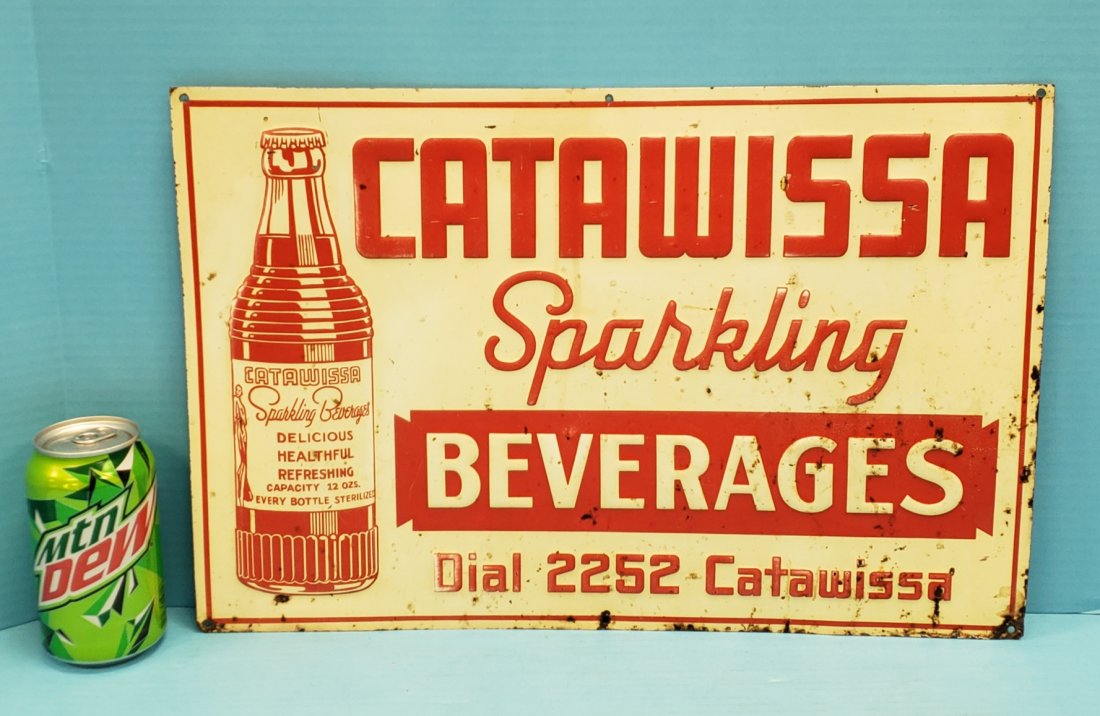 CATAWISSA
Sparkling
BEVERAGES
Dial 2252 Catawissa
CATAWISSA
Sparkling Beverages
DELICIOUS
HEALTHFUL
REFRESHING
CAPACITY 12 OZS.
EVERY BOTTLE STERILIZED
mtn
DEW